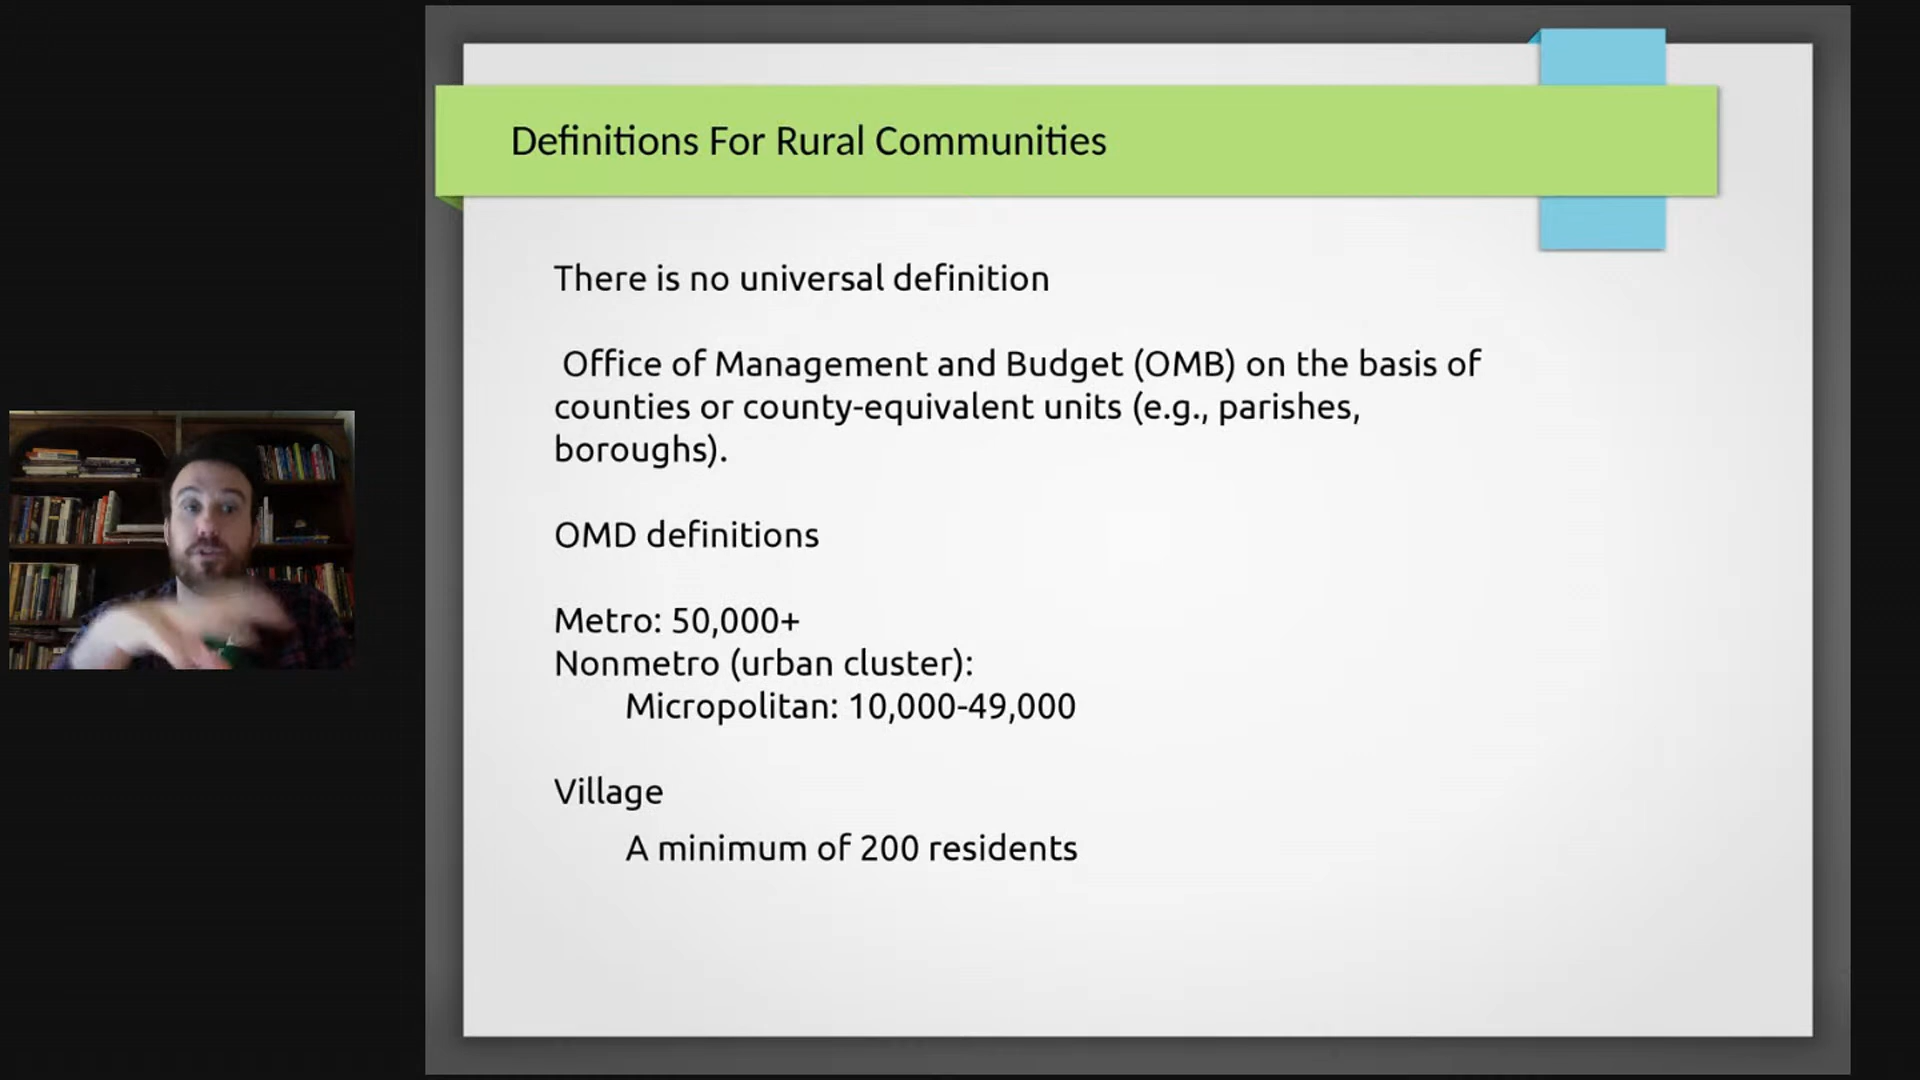 Definitions For Rural Communities
There is no universal definition
Office of Management and Budget (OMB) on the basis of
counties or county-equivalent units (e.g., parishes,
boroughs).
OMD definitions
Metro: 50,000+
Nonmetro (urban cluster):
Micropolitan: 10,000-49,000
Village
A minimum of 200 residents